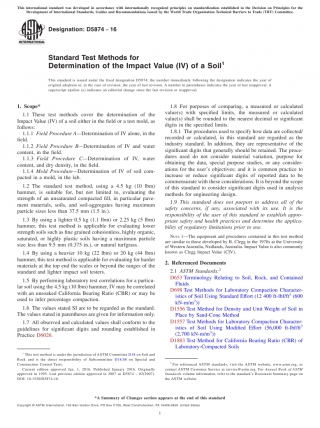 This international standard was developed in accordance with internationally recognized principles on standardization established in the Decision on Principles for the
Development of International Standards, Guides and Recommendations issued by the World Trade Organization Technical Barriers to Trade (TBT) Committee.
Designation: D5874 − 16
INTERNATIONAL
Standard Test Methods for
Determination of the Impact Value (IV) of a Soil1
This standard is issued under the fixed designation D5874; the number immediately following the designation indicates the year of
original adoption or, in the case of revision, the year of last revision. A number in parentheses indicates the year of last reapproval. A
superscript epsilon (ε) indicates an editorial change since the last revision or reapproval.
1. Scope*
1.1 These test methods cover the determination of the
Impact Value (IV) of a soil either in the field or a test mold, as
follows:
1.1.1 Field Procedure A—Determination of IV alone, in the
field.
1.1.2 Field Procedure B—Determination of IV and water
content, in the field.
1.1.3 Field Procedure C—Determination of IV, water
content, and dry density, in the field.
1.1.4 Mold Procedure—Determination of IV of soil com-
pacted in a mold, in the lab.
1.2 The standard test method, using a 4.5 kg (10 lbm)
hammer, is suitable for, but not limited to, evaluating the
strength of an unsaturated compacted fill, in particular pave-
ment materials, soils, and soil-aggregates having maximum
particle sizes less than 37.5 mm (1.5 in.).
1.3 By using a lighter 0.5 kg (1.1 lbm) or 2.25 kg (5 lbm)
hammer, this test method is applicable for evaluating lower
strength soils such as fine grained cohesionless, highly organic,
saturated, or highly plastic soils having a maximum particle
size less than 9.5 mm (0.375 in.), or natural turfgrass.
1.4 By using a heavier 10 kg (22 lbm) or 20 kg (44 lbm)
hammer, this test method is applicable for evaluating for harder
materials at the top end the scales or beyond the ranges of the
standard and lighter impact soil testers.
1.5 By performing laboratory test correlations for a particu-
lar soil using the 4.5 kg (10 lbm) hammer, IV may be correlated
with an unsoaked California Bearing Ratio (CBR) or may be
used to infer percentage compaction.
1.6 The values stated in SI are to be regarded as the standard.
The values stated in parentheses are given for information only.
1.7 All observed and calculated values shall conform to the
guidelines for significant digits and rounding established in
Practice D6026.
1 This test method is under the jurisdiction of ASTM Committee D18 on Soil and
Rock and is the direct responsibility of Subcommittee D18.08 on Special and
Construction Control Tests.
Current edition approved Jan. 1, 2016. Published January 2016. Originally
approved in 1995. Last previous edition approved in 2007 as D5874 –
1.8 For purposes of comparing, a measured or calculated
value(s) with specified limits, the measured or calculated
value(s) shall be rounded to the nearest decimal or significant
digits in the specified limits.
1.8.1 The procedures used to specify how data are collected/
recorded or calculated, in this standard are regarded as the
industry standard. In addition, they are representative of the
significant digits that generally should be retained. The proce-
dures used do not consider material variation, purpose for
obtaining the data, special purpose studies, or any consider-
ations for the user's objectives; and it is common practice to
increase or reduce significant digits of reported data to be
commensurate with these considerations. It is beyond the scope
of this standard to consider significant digits used in analysis
methods for engineering design.
1.9 This standard does not purport to address all of the
safety concerns, if any, associated with its use. It is the
responsibility of the user of this standard to establish appro-
priate safety and health practices and determine the applica-
bility of regulatory limitations prior to use.
NOTE 1—The equipment and procedures contained in this test method
are similar to those developed by B. Clegg in the 1970s at the University
of Western Australia, Nedlands, Australia. Impact Value is also commonly
known as Clegg Impact Value (CIV).
2. Referenced Documents
2.1 ASTM Standards:2
D653 Terminology Relating to Soil, Rock, and Contained
Fluids
D698 Test Methods for Laboratory Compaction Character-
istics of Soil Using Standard Effort (12 400 ft-lbf/ft3 (600
kN-m/m3))
D1556 Test Method for Density and Unit Weight of Soil in
Place by Sand-Cone Method
D1557 Test Methods for Laboratory Compaction Character-
istics of Soil Using Modified Effort (56,000 ft-lbf/ft3
(2,700 kN-m/m3))
D1883 Test Method for California Bearing Ratio (CBR) of
Laboratory-Compacted Soils
2 For referenced ASTM standards, visit the ASTM website, www.astm.org, or
contact ASTM Customer Service at service@astm.org. For Annual Book of ASTM
Standards volume information, refer to the standard's Document Summary page on
the ASTM website.
*A Summary of Changes section appears at the end of this standard
Copyright © ASTM International, 100 Barr Harbor Drive, PO Box C700, West Conshohocken, PA 19428-2959. United States
1